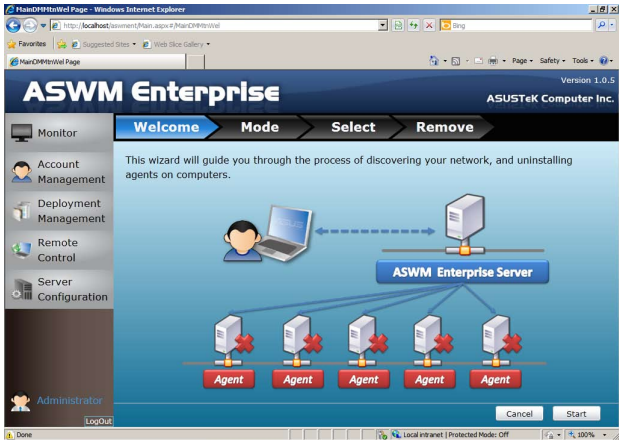 MainDMMtnWel Page - Windows Internet Explorer
http://localhost/aswment/Main.aspx#/MainDMMtnWel
Bing
Favorites
Suggested Sites
Web Slice Gallery
MainDMMtnWel Page
Page
Safety
Tools
Version 1.0.5
ASWM Enterprise
ASUSTeK Computer Inc.
Monitor
Account
Management
Deployment
Management
Remote
Control
Server
Configuration
Administrator
LogOut
Welcome
Mode
Select
Remove
This wizard will guide you through the process of discovering your network, and uninstalling
agents on computers.
ASWM Enterprise Server
Agent
Agent
Agent
Agent
Agent
Cancel
Start
Done
Local intranet | Protected Mode: Off
100%